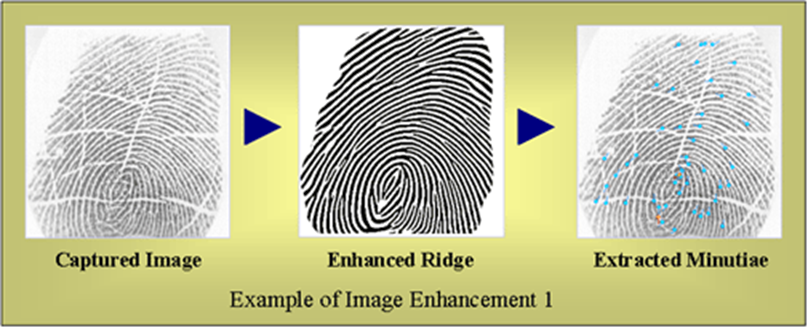 Captured Image
Enhanced Ridge
Extracted Minutiae
Example of Image Enhancement 1